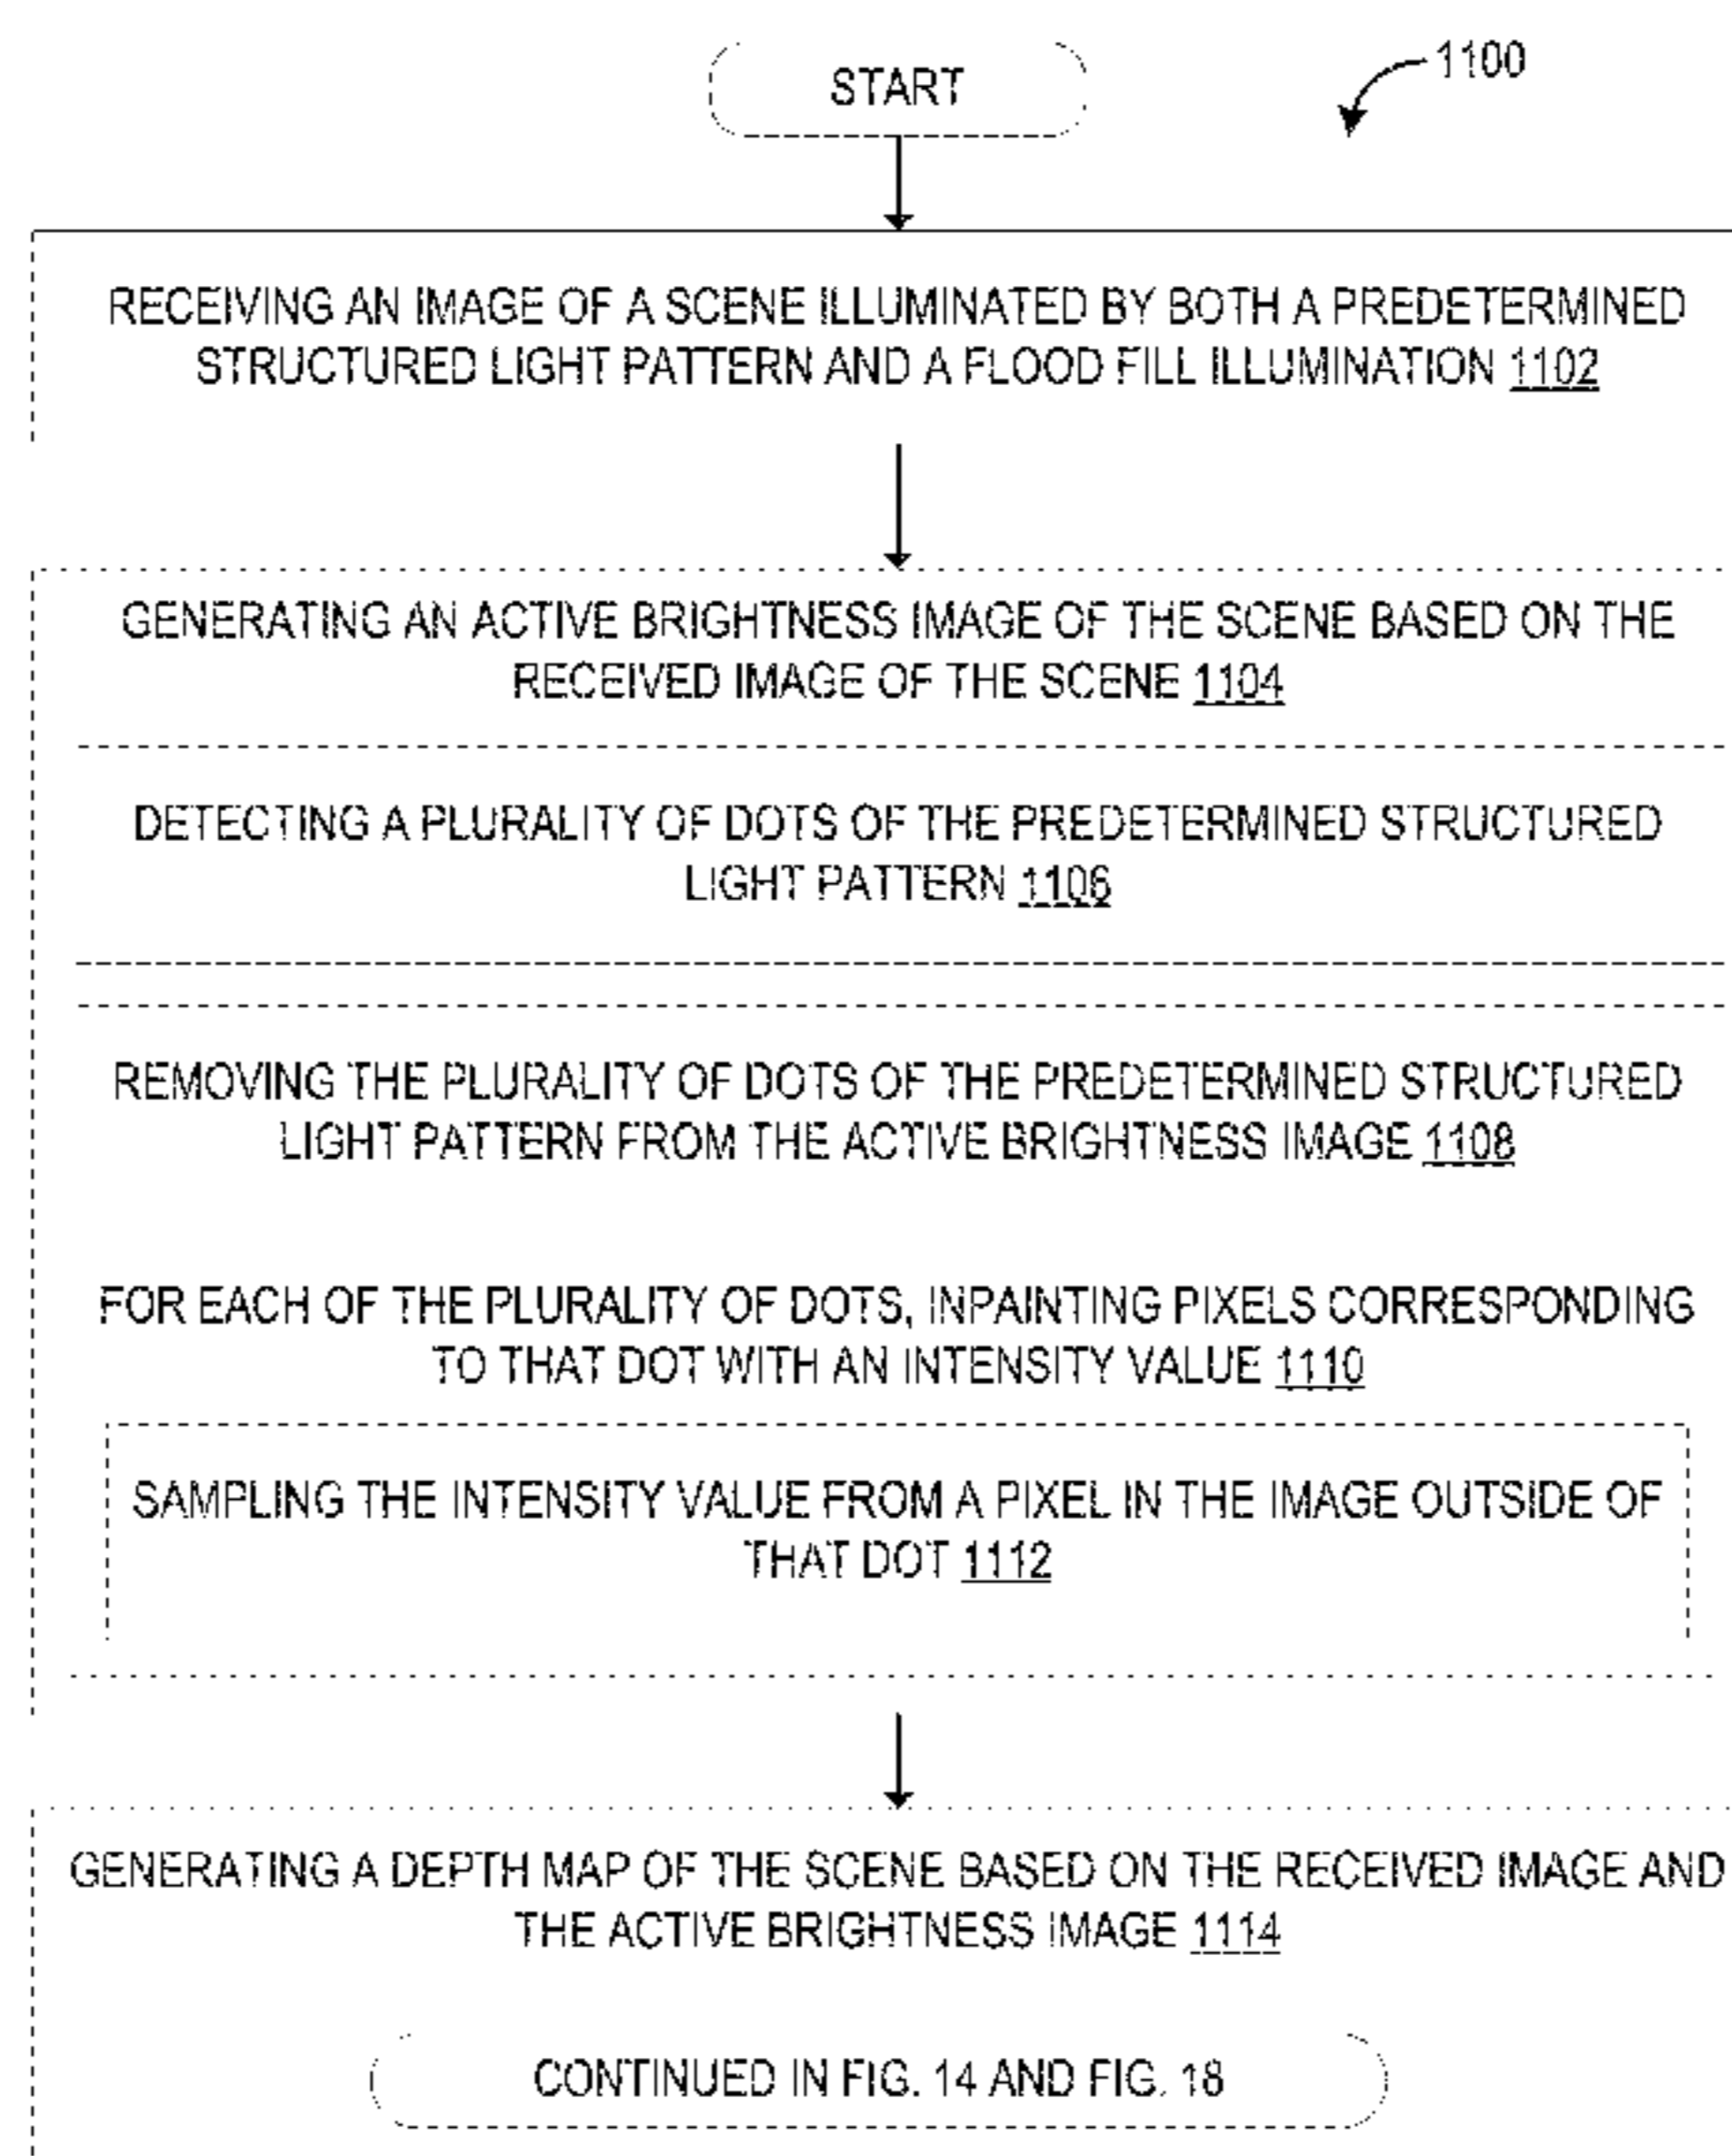 START
1100
RECEIVING AN IMAGE OF A SCENE ILLUMINATED BY BOTH A PREDETERMINED
STRUCTURED LIGHT PATTERN AND A FLOOD FILL ILLUMINATION 1102
GENERATING AN ACTIVE BRIGHTNESS IMAGE OF THE SCENE BASED ON THE
RECEIVED IMAGE OF THE SCENE 1104
DETECTING A PLURALITY OF DOTS OF THE PREDETERMINED STRUCTURED
LIGHT PATTERN 1106
REMOVING THE PLURALITY OF DOTS OF THE PREDETERMINED STRUCTURED
LIGHT PATTERN FROM THE ACTIVE BRIGHTNESS IMAGE 1108
FOR EACH OF THE PLURALITY OF DOTS, INPAINTING PIXELS CORRESPONDING
TO THAT DOT WITH AN INTENSITY VALUE 1110
SAMPLING THE INTENSITY VALUE FROM A PIXEL IN THE IMAGE OUTSIDE OF
THAT DOT 1112
GENERATING A DEPTH MAP OF THE SCENE BASED ON THE RECEIVED IMAGE AND
THE ACTIVE BRIGHTNESS IMAGE 1114
CONTINUED IN FIG. 14 AND FIG. 18